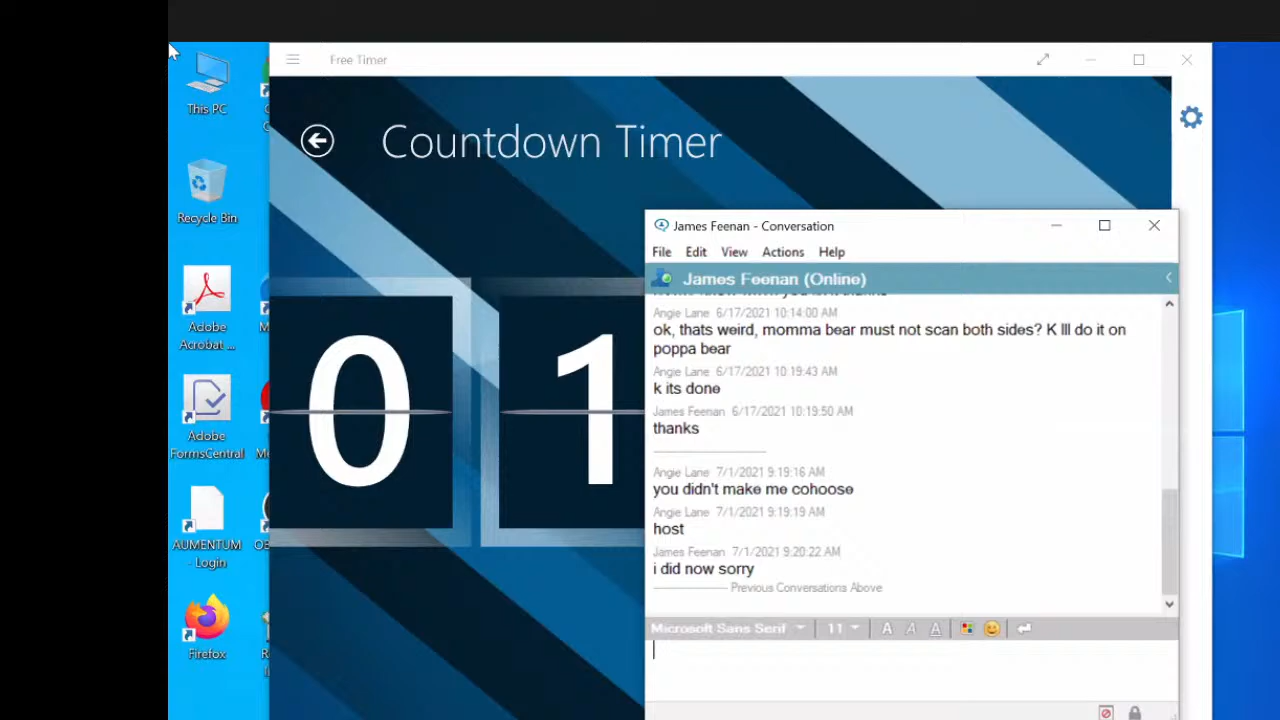 Free Timer
This PC
Countdown Timer
Recycle Bin
James Feenan - Conversation
File Edit View Actions Help
James Feenan (Online)
Angie Lane 6/17/2021 10:14:00 AM
ok, thats weird, momma bear must not scan both sides? K Ill do it on
poppa bear
Angie Lane 6/17/2021 10:19:43 AM
k its done
James Feenan 6/17/2021 10:19:50 AM
thanks
Angie Lane 7/1/2021 9:19:16 AM
you didn't make me cohoose
Angie Lane 7/1/2021 9:19:19 AM
host
James Feenan 7/1/2021 9:20:22 AM
i did now sorry
Previous Conversations Above
Microsoft Sans Serif 11 A A A
0 1
Adobe
Acrobat ...
Adobe
FormsCentral
AUMENTUM
- Login
Firefox